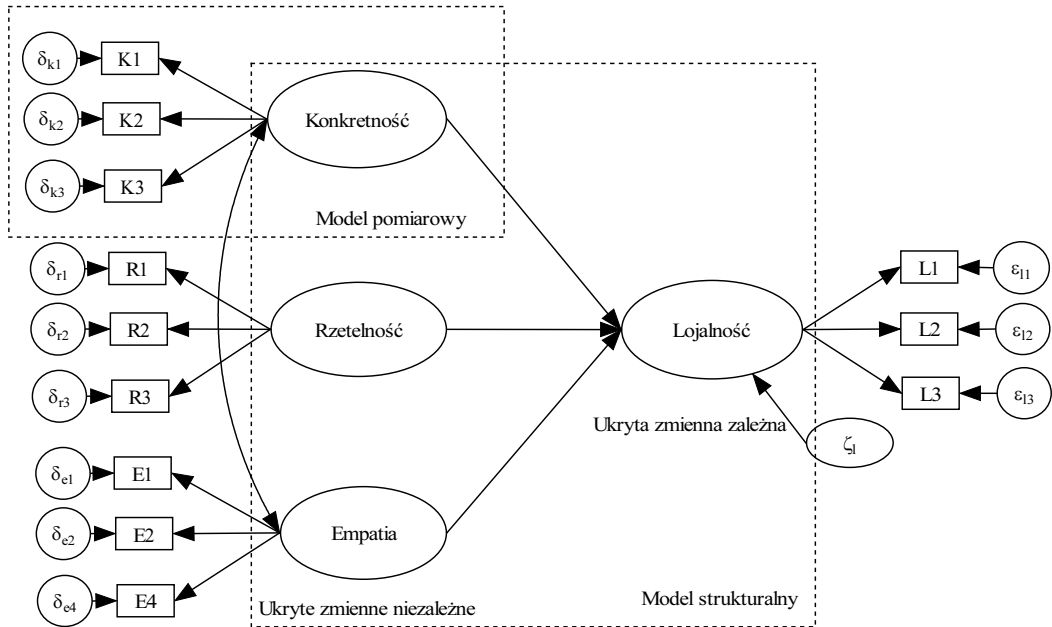 δk1
K1
δk2
K2
Konkretność
δk3
K3
Model pomiarowy
δr1
R1
L1
εl1
δr2
R2
Rzetelność
Lojalność
L2
εl2
δr3
R3
L3
εl3
Ukryta zmienna zależna
ζl
δe1
E1
δe2
E2
Empatia
δe4
E4
Ukryte zmienne niezależne
Model strukturalny